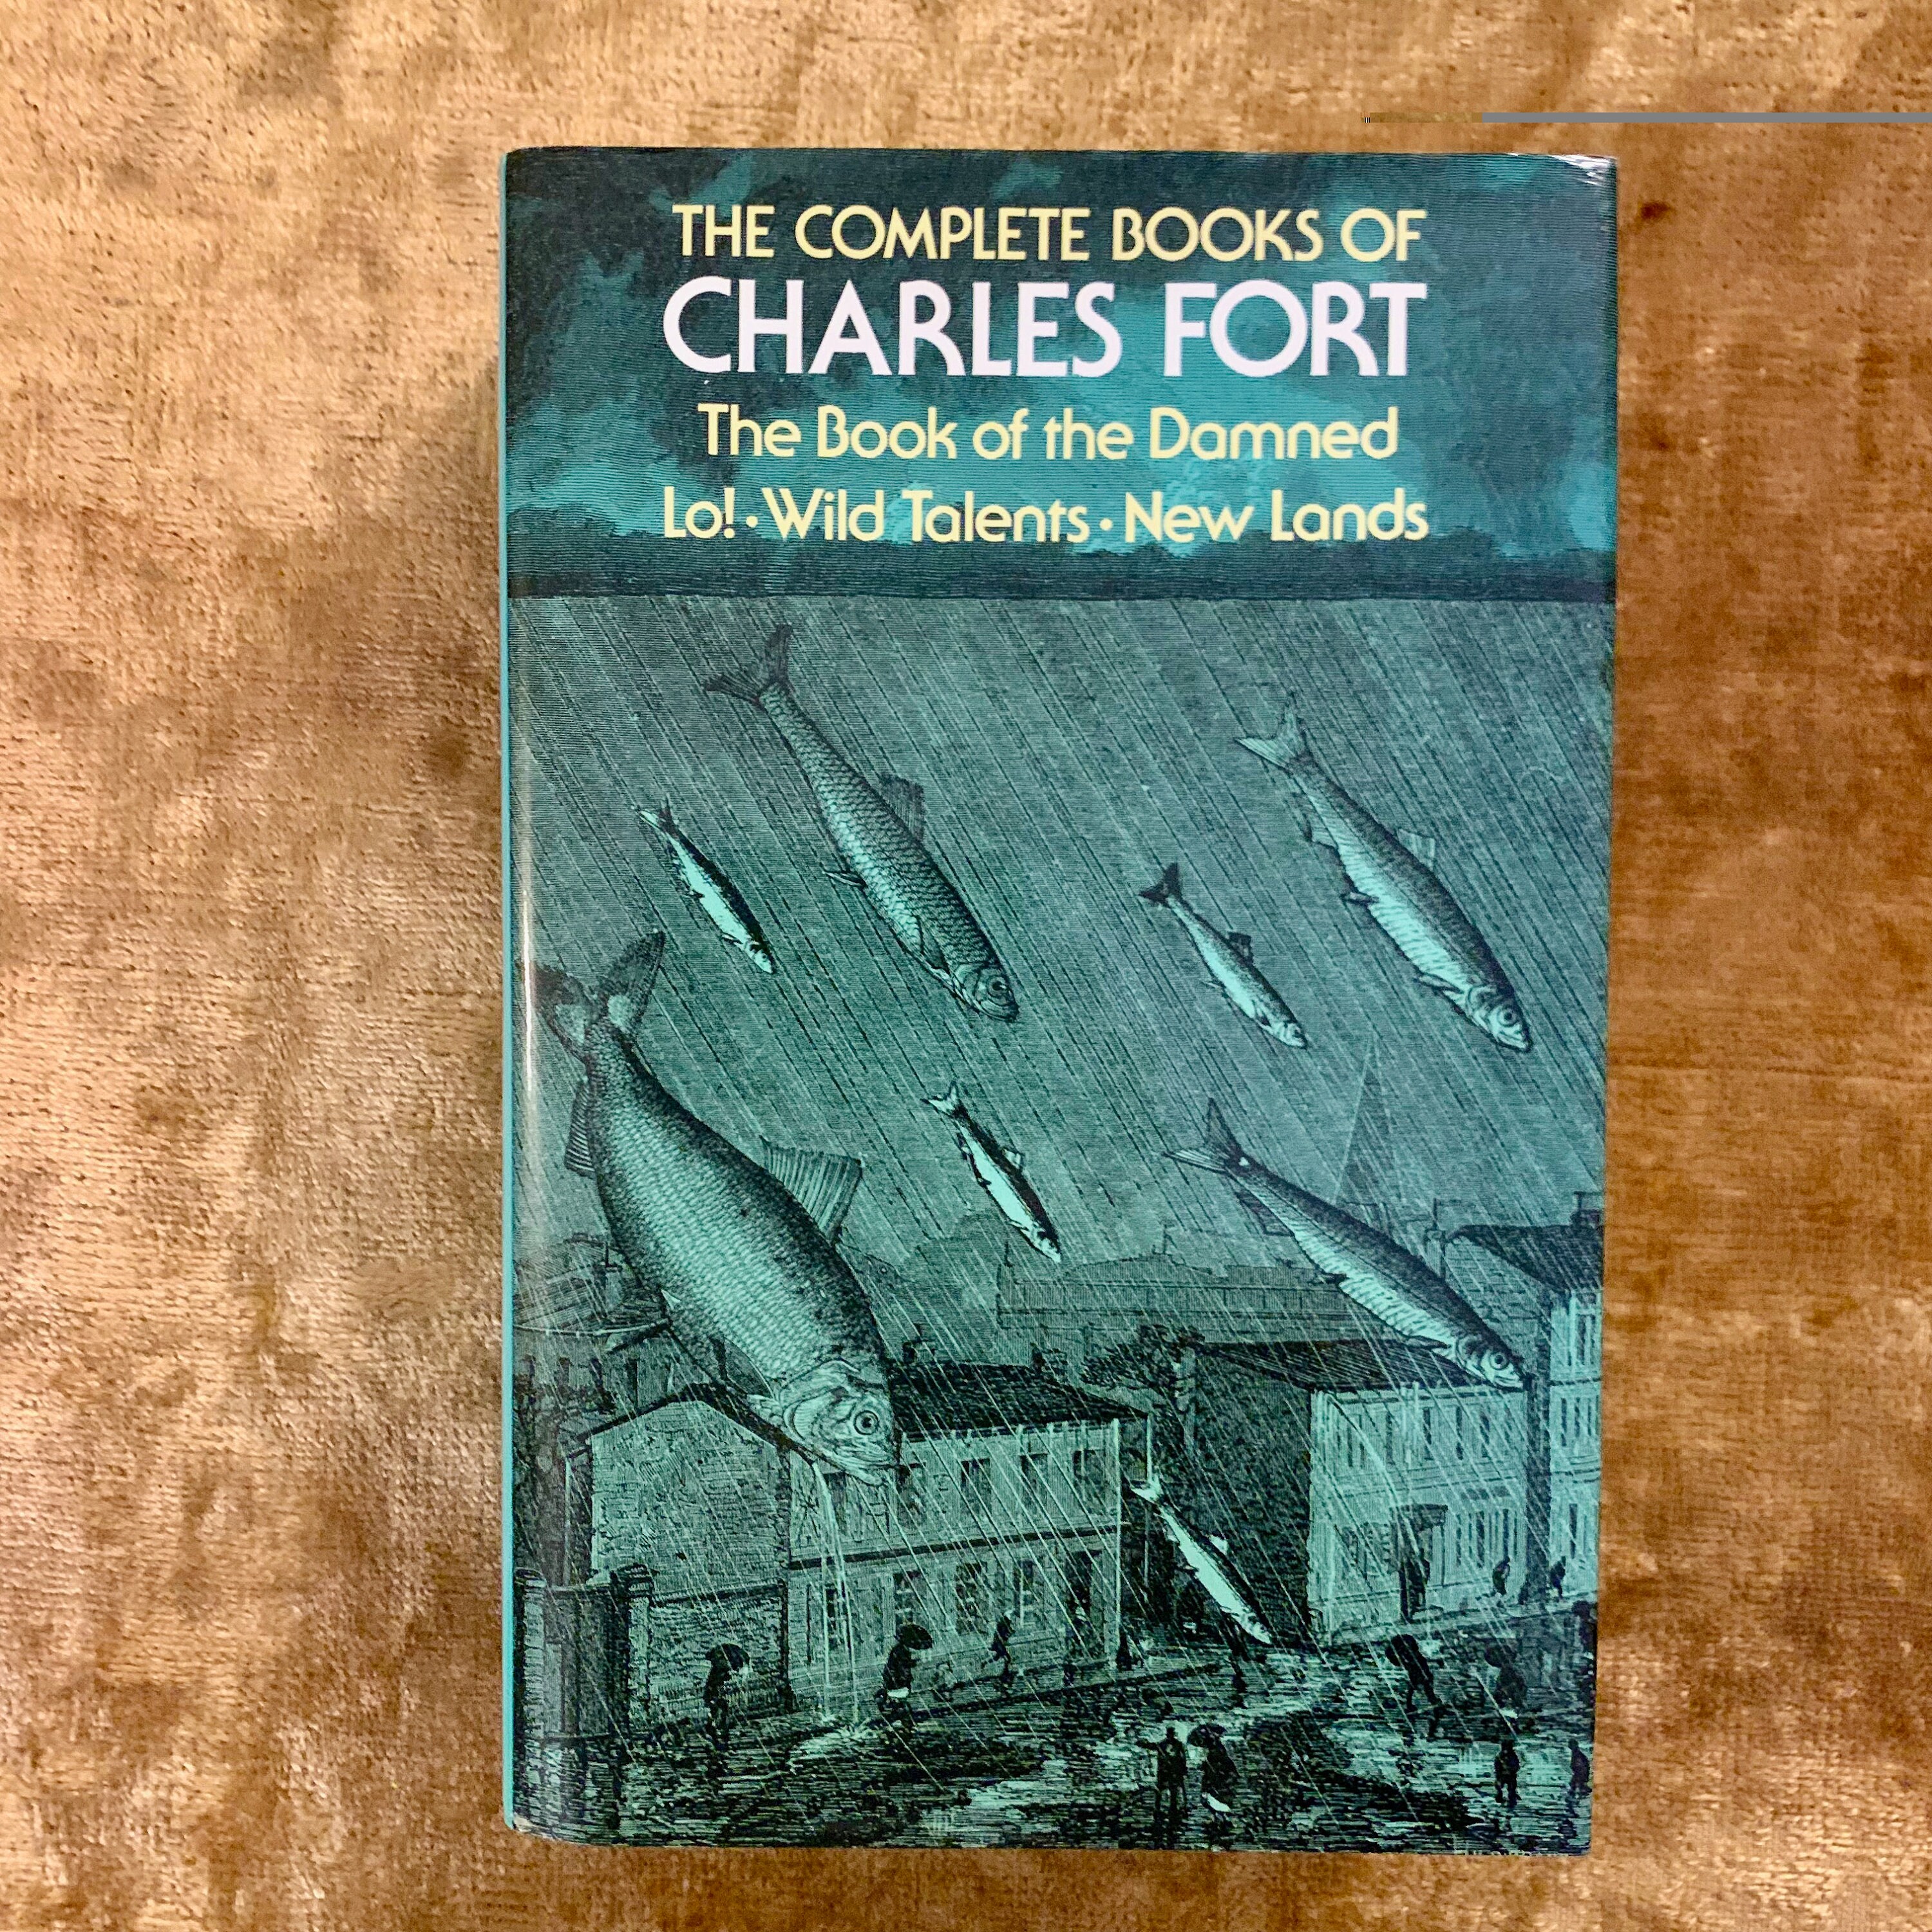 THE COMPLETE BOOKS OF
CHARLES FORT
The Book of the Damned
Lo! • Wild Talents • New Lands